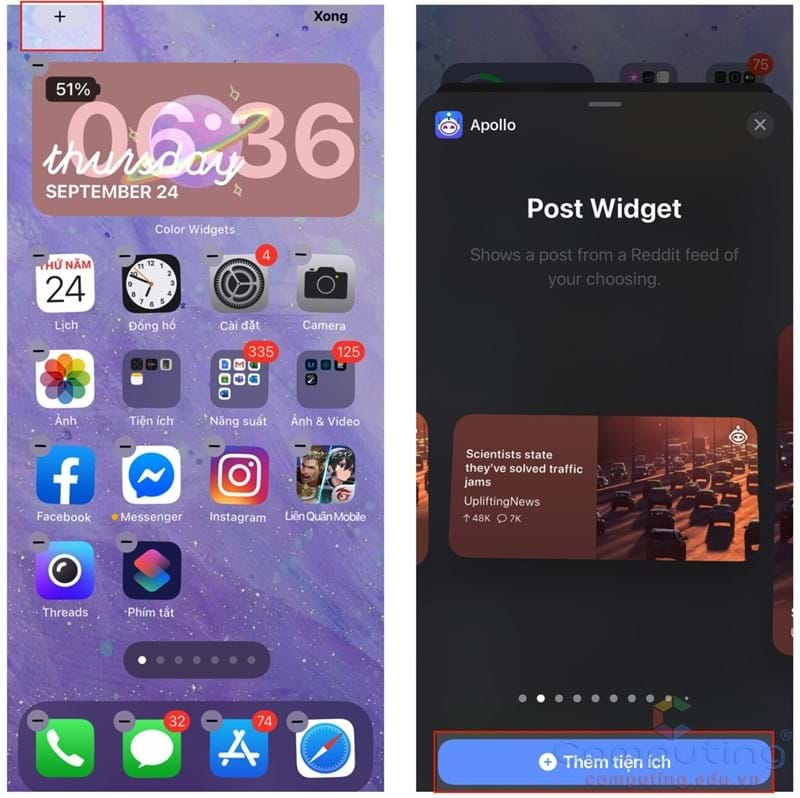 +
Xong
51%
06:36
thursday
SEPTEMBER 24
Color Widgets
THỨ NĂM
24
4
Lịch
Đồng hồ
Cài đặt
Camera
335
125
Ảnh
Tiện ích
Năng suất
Ảnh & Video
Facebook
Messenger
Instagram
Liên Quân Mobile
Threads
Phím tắt
32
74
75
Apollo
Post Widget
Shows a post from a Reddit feed of
your choosing.
Scientists state
they've solved traffic
jams
UpliftingNews
48K
7K
Thêm tiện ích
Computing
computing.edu.vn